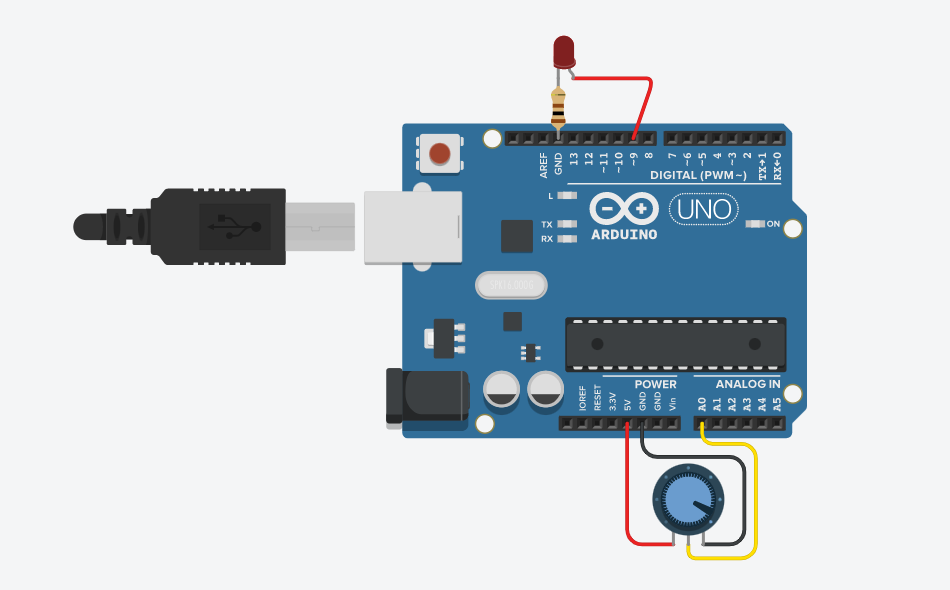 AREF
GND
13
12
~11
~10
~9
8
7
~6
~5
4
~3
2
TX→1
RX←0
DIGITAL (PWM~)
L
TX
RX
ARDUINO
UNO
ON
POWER
ANALOG IN
IOREF
RESET
3.3V
5V
GND
GND
Vin
A0
A1
A2
A3
A4
A5